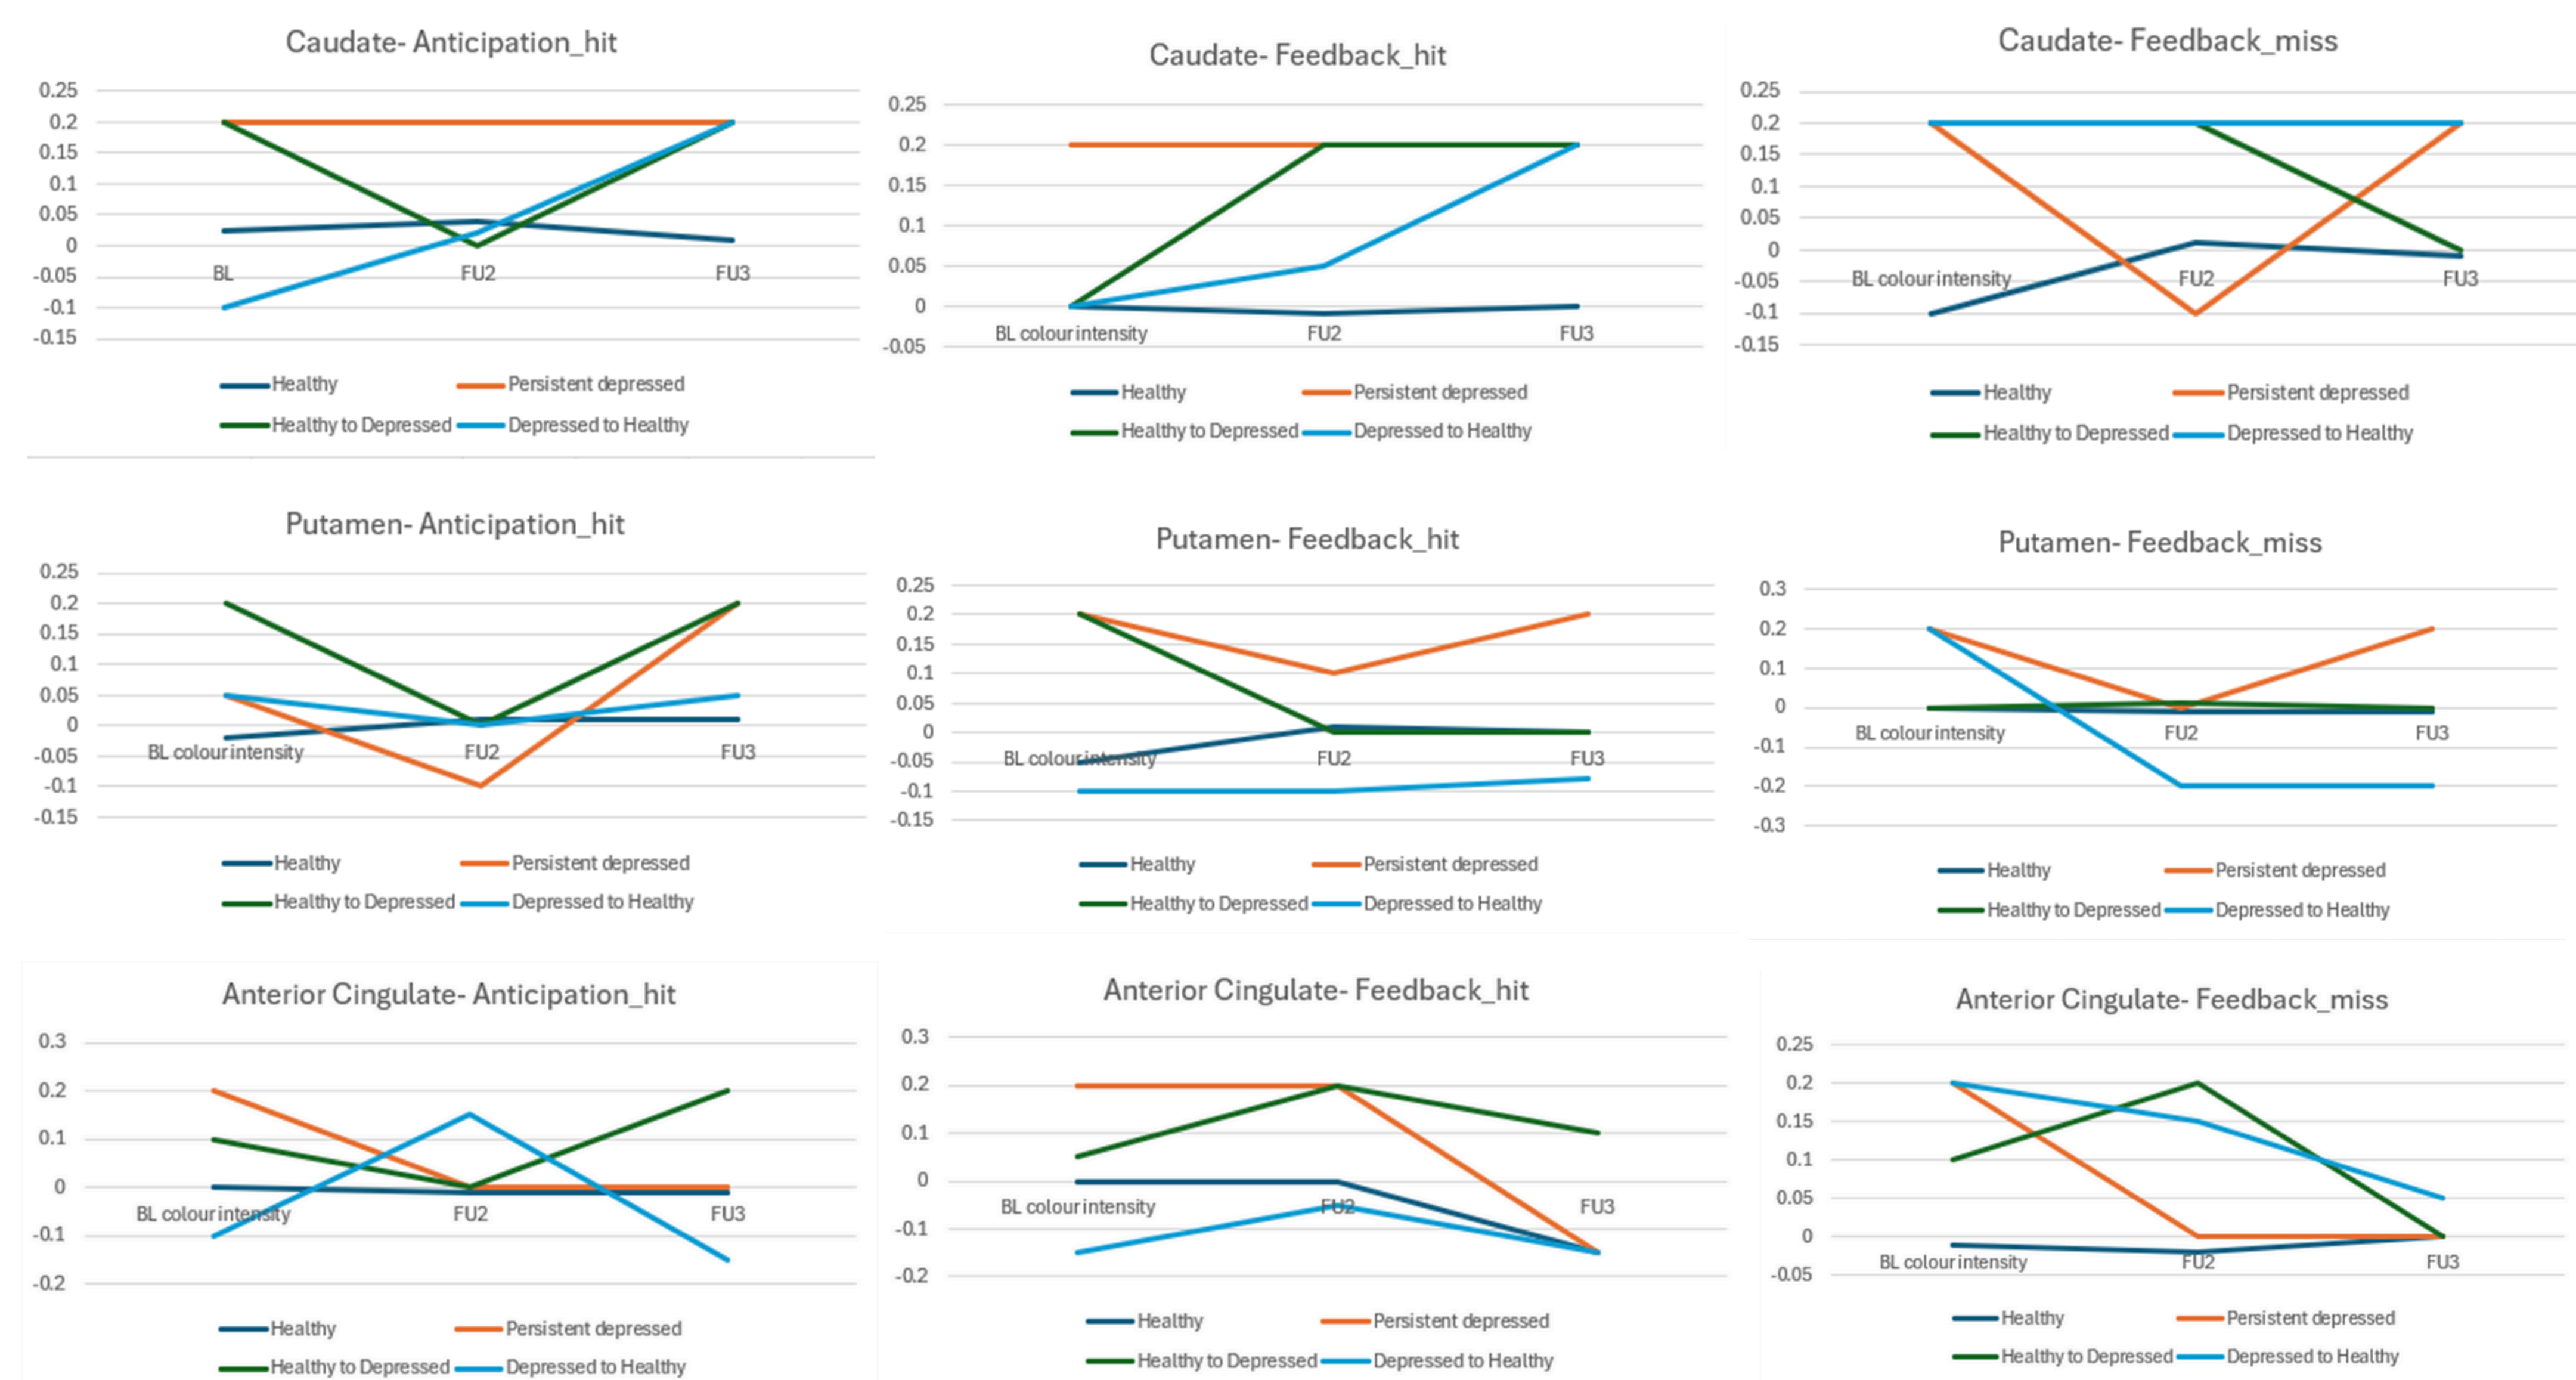 Caudate- Anticipation_hit
0.25
0.2
0.15
0.1
0.05
0
-0.05
-0.1
-0.15
BL FU2 FU3
Healthy Persistent depressed
Healthy to Depressed Depressed to Healthy
Caudate- Feedback_hit
0.25
0.2
0.15
0.1
0.05
0
-0.05
BL colour intensity FU2 FU3
Healthy Persistent depressed
Healthy to Depressed Depressed to Healthy
Caudate- Feedback_miss
0.25
0.2
0.15
0.1
0.05
0
-0.05
-0.1
-0.15
BL colour intensity FU2 FU3
Healthy Persistent depressed
Healthy to Depressed Depressed to Healthy
Putamen- Anticipation_hit
0.25
0.2
0.15
0.1
0.05
0
-0.05
-0.1
-0.15
BL colour intensity FU2 FU3
Healthy Persistent depressed
Healthy to Depressed Depressed to Healthy
Putamen- Feedback_hit
0.25
0.2
0.15
0.1
0.05
0
-0.05
-0.1
-0.15
BL colour intensity FU2 FU3
Healthy Persistent depressed
Healthy to Depressed Depressed to Healthy
Putamen- Feedback_miss
0.3
0.2
0.1
0
-0.1
-0.2
-0.3
BL colour intensity FU2 FU3
Healthy Persistent depressed
Healthy to Depressed Depressed to Healthy
Anterior Cingulate- Anticipation_hit
0.3
0.2
0.1
0
-0.1
-0.2
BL colour intensity FU2 FU3
Healthy Persistent depressed
Healthy to Depressed Depressed to Healthy
Anterior Cingulate- Feedback_hit
0.3
0.2
0.1
0
-0.1
-0.2
BL colour intensity FU2 FU3
Healthy Persistent depressed
Healthy to Depressed Depressed to Healthy
Anterior Cingulate- Feedback_miss
0.25
0.2
0.15
0.1
0.05
0
-0.05
BL colour intensity FU2 FU3
Healthy Persistent depressed
Healthy to Depressed Depressed to Healthy